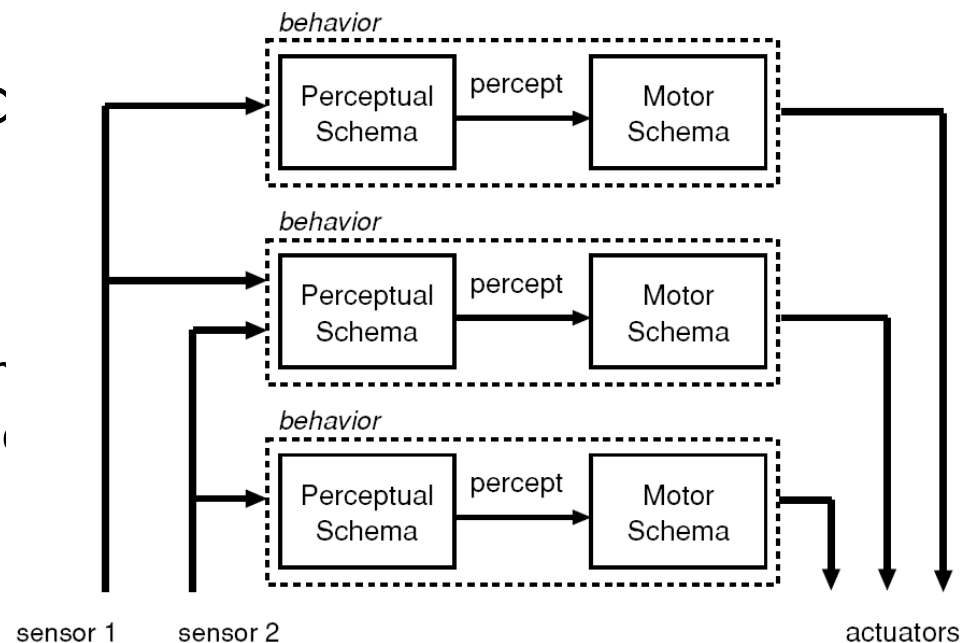 behavior
Perceptual
Schema
percept
Motor
Schema
behavior
Perceptual
Schema
percept
Motor
Schema
behavior
Perceptual
Schema
percept
Motor
Schema
sensor 1
sensor 2
actuators